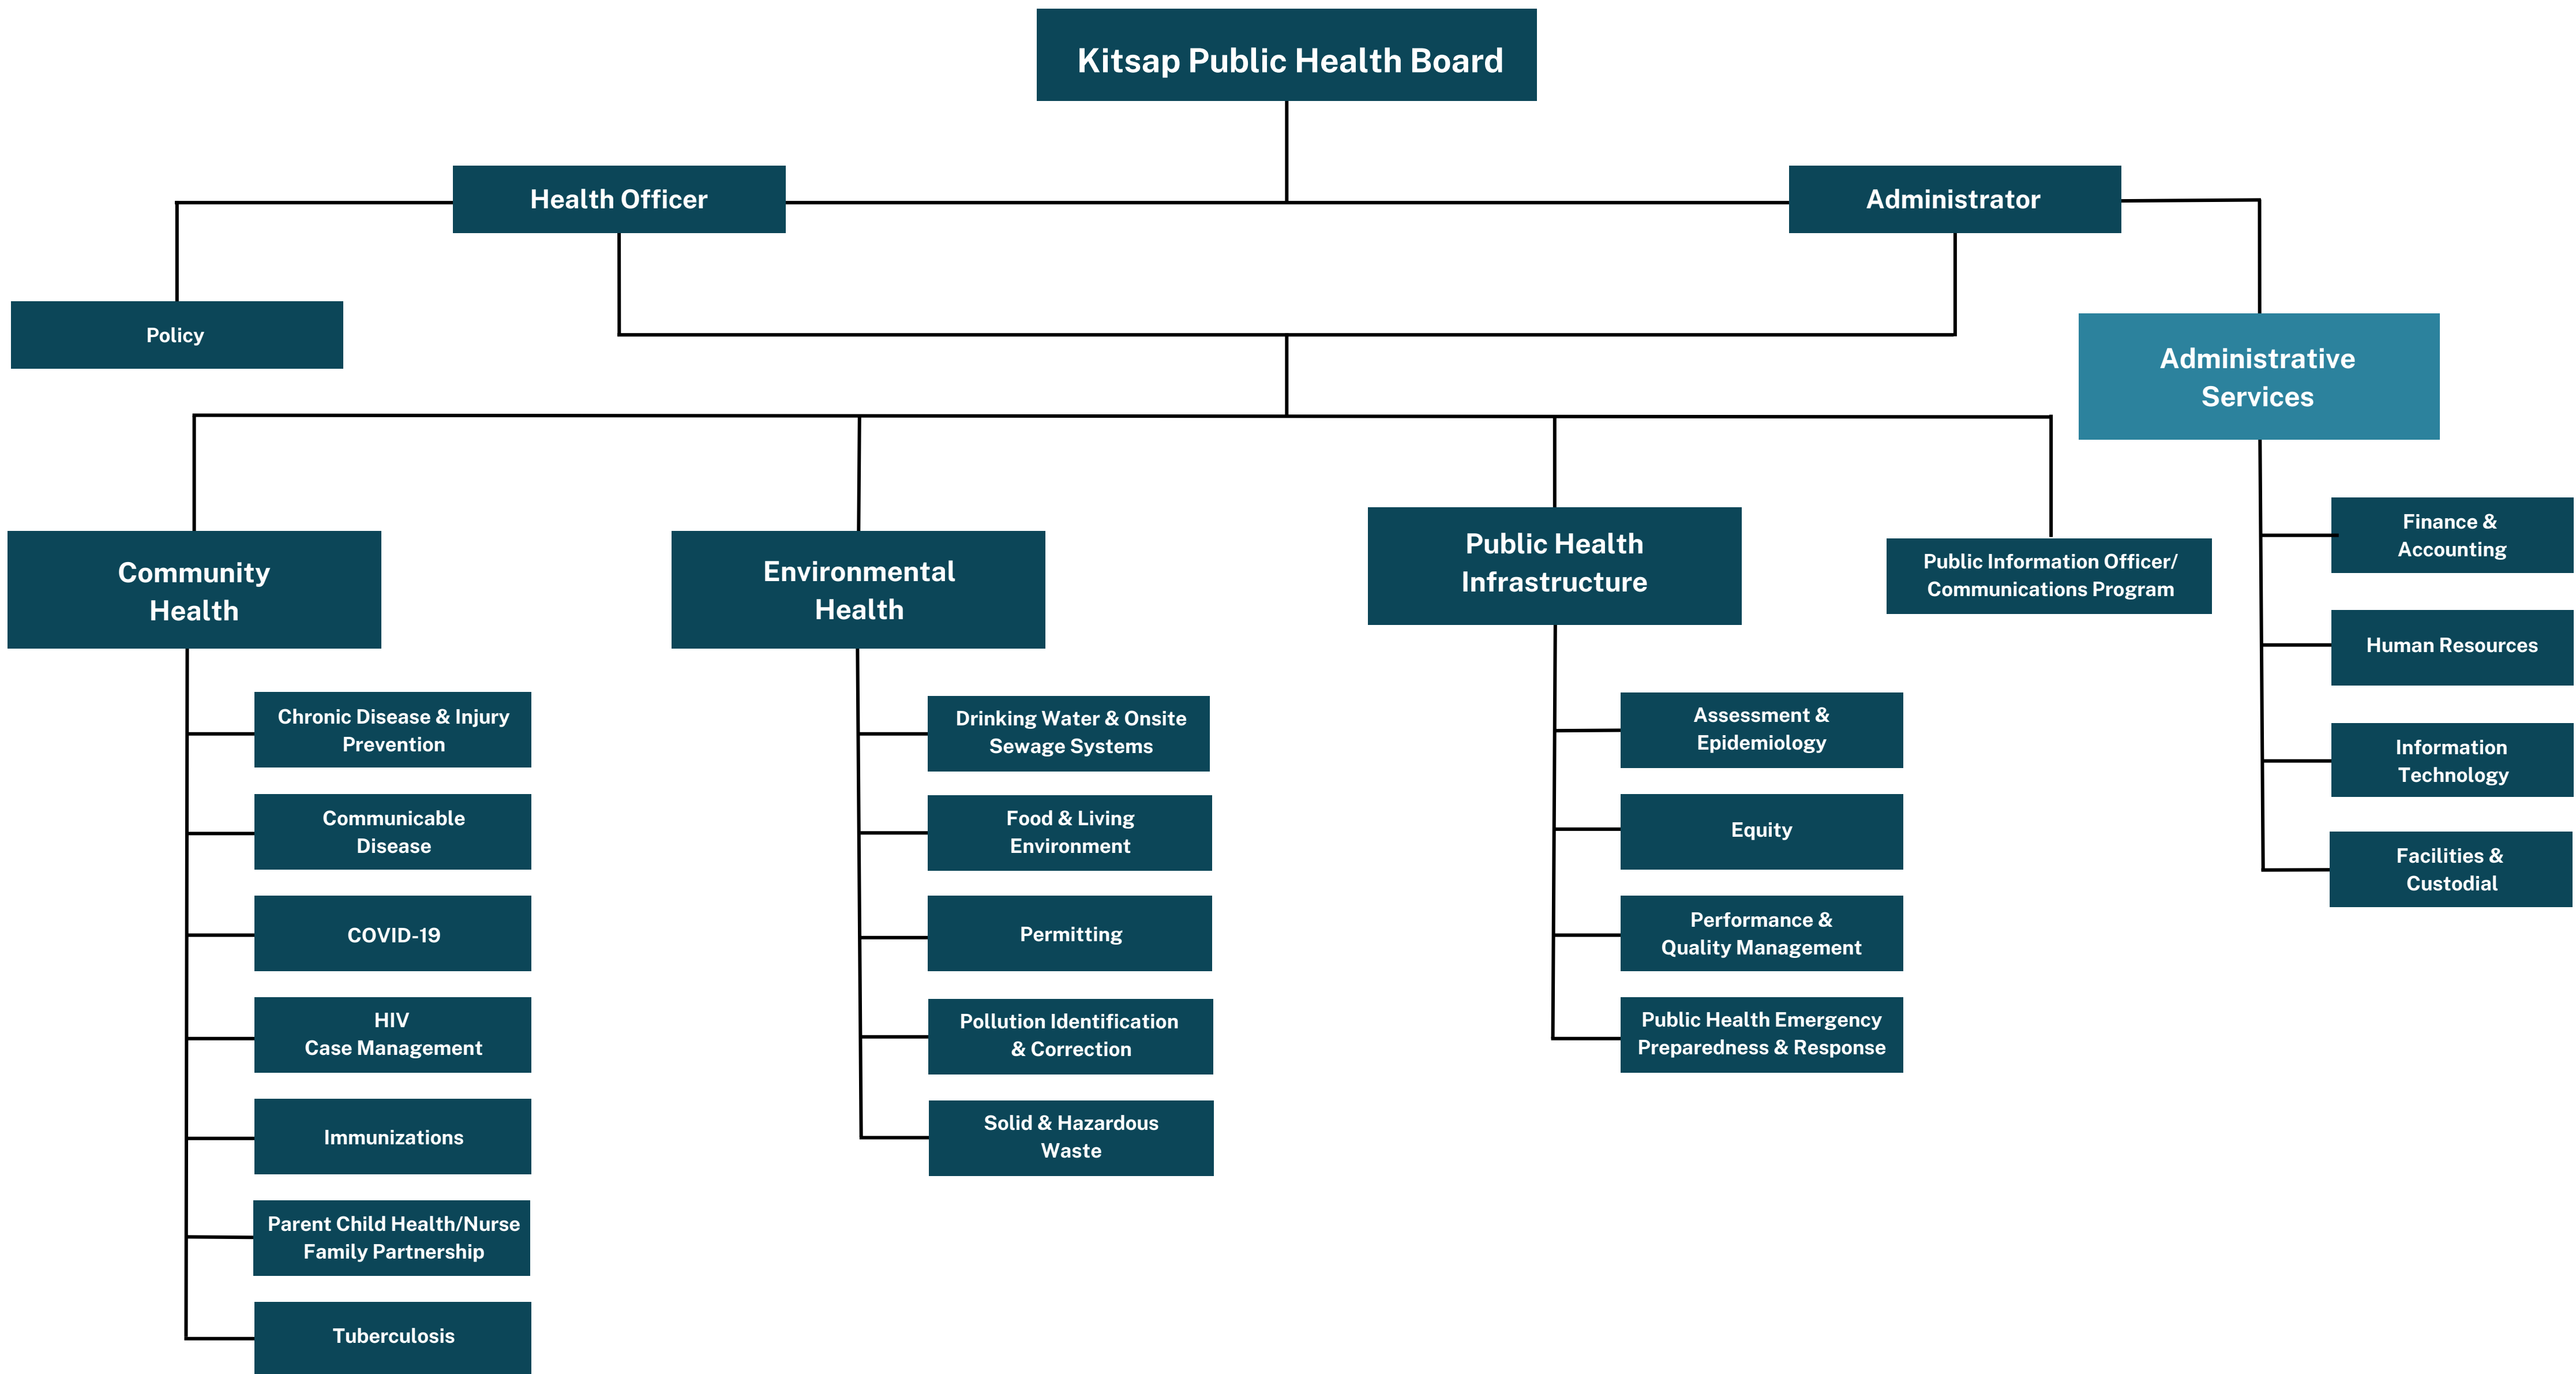 Kitsap Public Health Board
Health Officer
Administrator
Policy
Administrative
Services
Community
Health
Environmental
Health
Public Health
Infrastructure
Public Information Officer/
Communications Program
Chronic Disease & Injury
Prevention
Communicable
Disease
COVID-19
HIV
Case Management
Immunizations
Parent Child Health/Nurse
Family Partnership
Tuberculosis
Drinking Water & Onsite
Sewage Systems
Food & Living
Environment
Permitting
Pollution Identification
& Correction
Solid & Hazardous
Waste
Assessment &
Epidemiology
Equity
Performance &
Quality Management
Public Health Emergency
Preparedness & Response
Finance &
Accounting
Human Resources
Information
Technology
Facilities &
Custodial